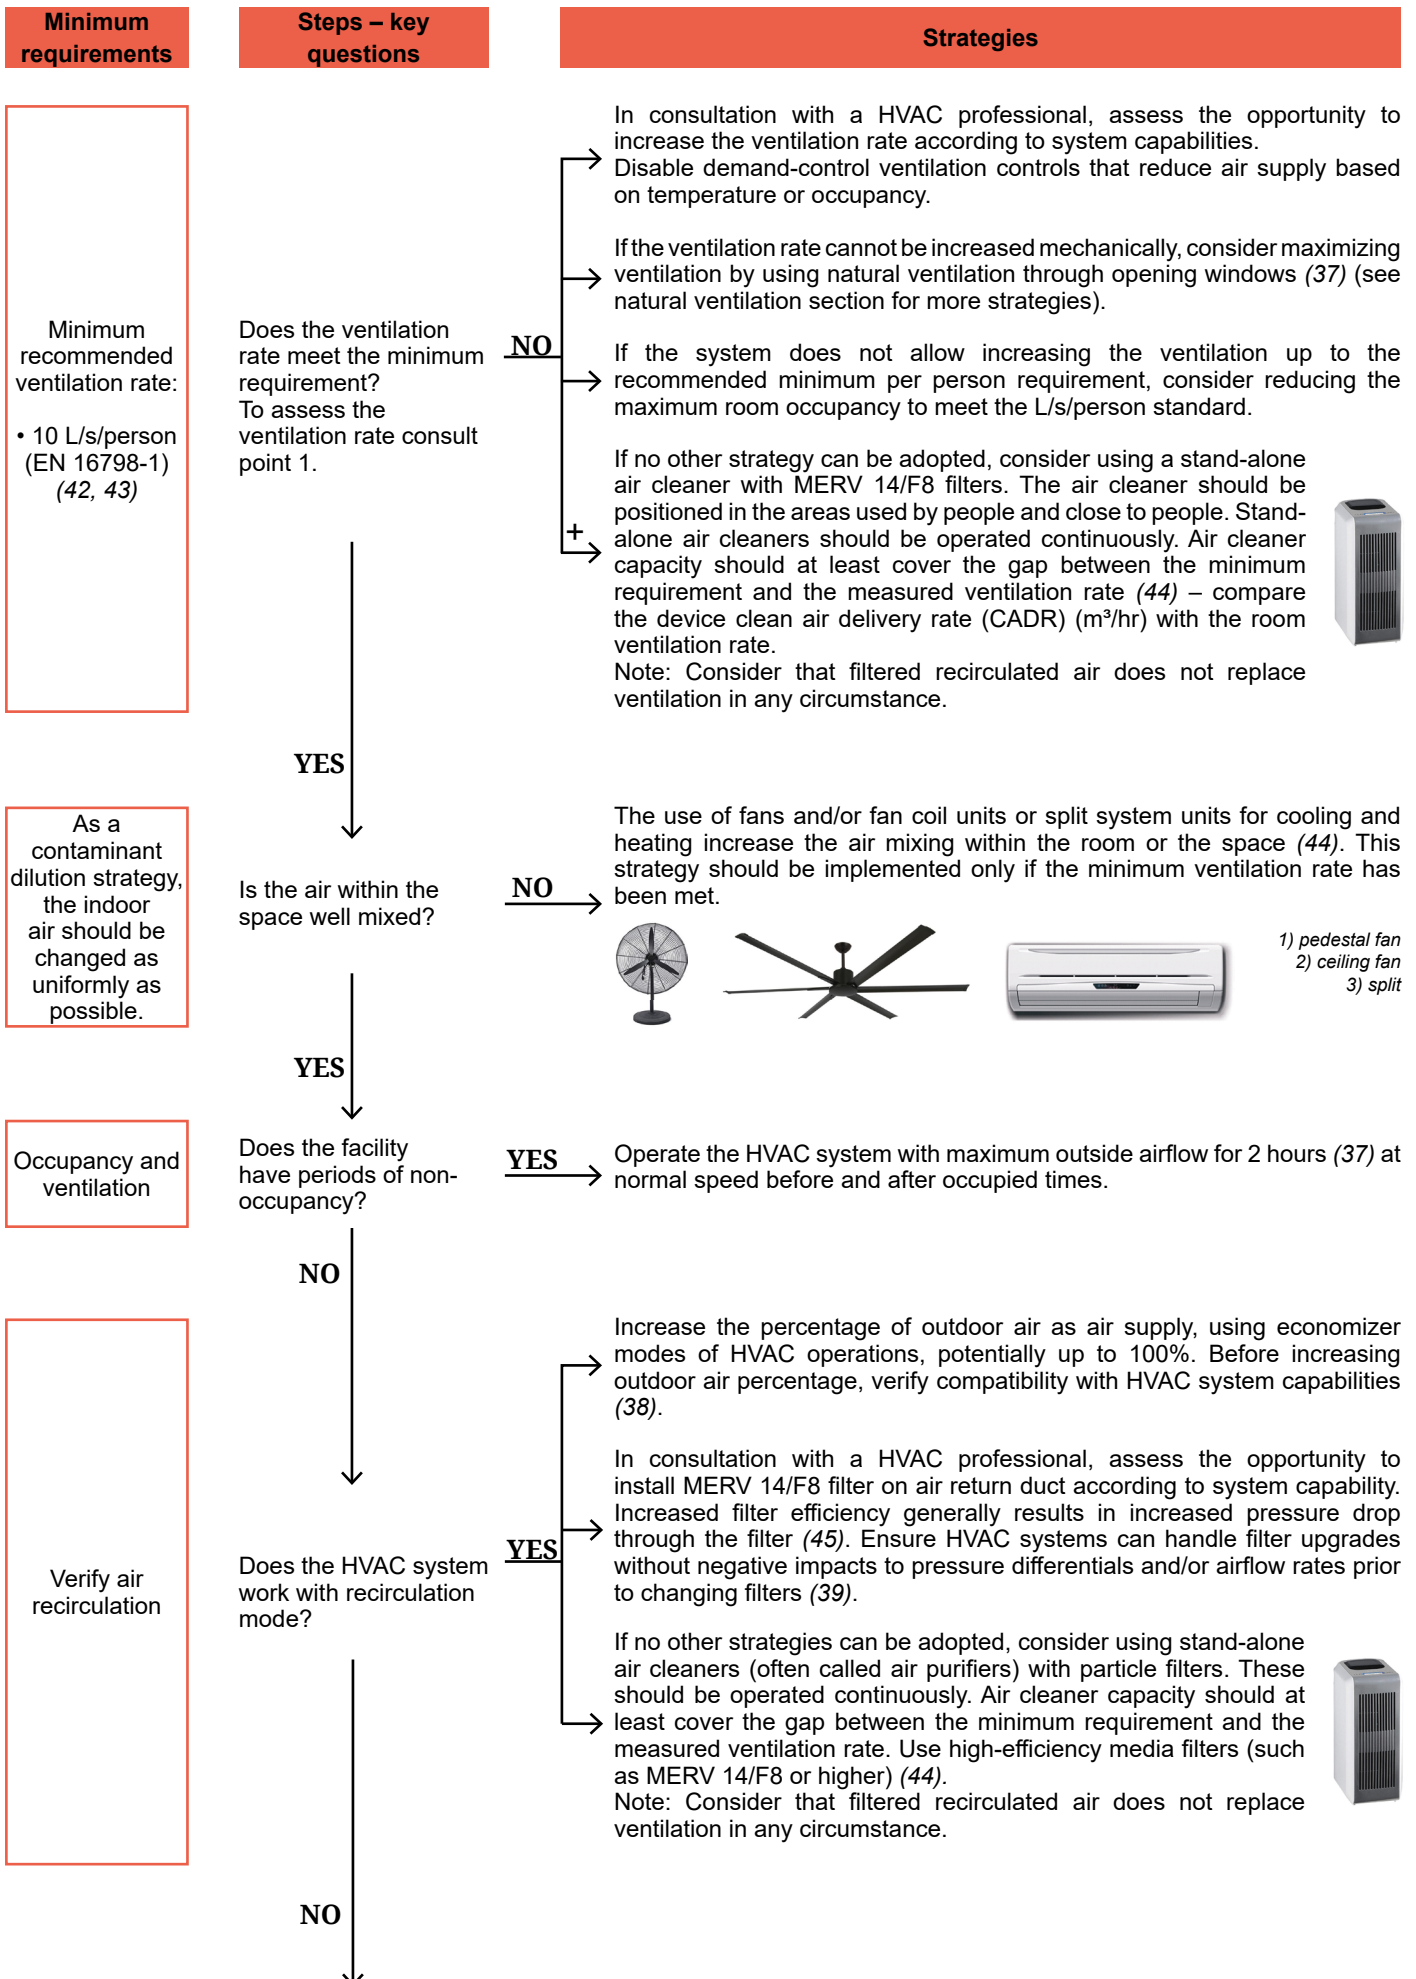 Minimum
requirements
Steps – key
questions
Strategies
Minimum
recommended
ventilation rate:
• 10 L/s/person
(EN 16798-1)
(42, 43)
Does the ventilation
rate meet the minimum
requirement?
To assess the
ventilation rate consult
point 1.
NO
In consultation with a HVAC professional, assess the opportunity to
increase the ventilation rate according to system capabilities.
Disable demand-control ventilation controls that reduce air supply based
on temperature or occupancy.
If the ventilation rate cannot be increased mechanically, consider maximizing
ventilation by using natural ventilation through opening windows (37) (see
natural ventilation section for more strategies).
If the system does not allow increasing the ventilation up to the
recommended minimum per person requirement, consider reducing the
maximum room occupancy to meet the L/s/person standard.
+
If no other strategy can be adopted, consider using a stand-alone
air cleaner with MERV 14/F8 filters. The air cleaner should be
positioned in the areas used by people and close to people. Stand-
alone air cleaners should be operated continuously. Air cleaner
capacity should at least cover the gap between the minimum
requirement and the measured ventilation rate (44) – compare
the device clean air delivery rate (CADR) (m³/hr) with the room
ventilation rate.
Note: Consider that filtered recirculated air does not replace
ventilation in any circumstance.
YES
As a
contaminant
dilution strategy,
the indoor
air should be
changed as
uniformly as
possible.
Is the air within the
space well mixed?
NO
The use of fans and/or fan coil units or split system units for cooling and
heating increase the air mixing within the room or the space (44). This
strategy should be implemented only if the minimum ventilation rate has
been met.
1) pedestal fan
2) ceiling fan
3) split
YES
Occupancy and
ventilation
Does the facility
have periods of non-
occupancy?
YES
Operate the HVAC system with maximum outside airflow for 2 hours (37) at
normal speed before and after occupied times.
NO
Verify air
recirculation
Does the HVAC system
work with recirculation
mode?
YES
Increase the percentage of outdoor air as air supply, using economizer
modes of HVAC operations, potentially up to 100%. Before increasing
outdoor air percentage, verify compatibility with HVAC system capabilities
(38).
In consultation with a HVAC professional, assess the opportunity to
install MERV 14/F8 filter on air return duct according to system capability.
Increased filter efficiency generally results in increased pressure drop
through the filter (45). Ensure HVAC systems can handle filter upgrades
without negative impacts to pressure differentials and/or airflow rates prior
to changing filters (39).
If no other strategies can be adopted, consider using stand-alone
air cleaners (often called air purifiers) with particle filters. These
should be operated continuously. Air cleaner capacity should at
least cover the gap between the minimum requirement and the
measured ventilation rate. Use high-efficiency media filters (such
as MERV 14/F8 or higher) (44).
Note: Consider that filtered recirculated air does not replace
ventilation in any circumstance.
NO